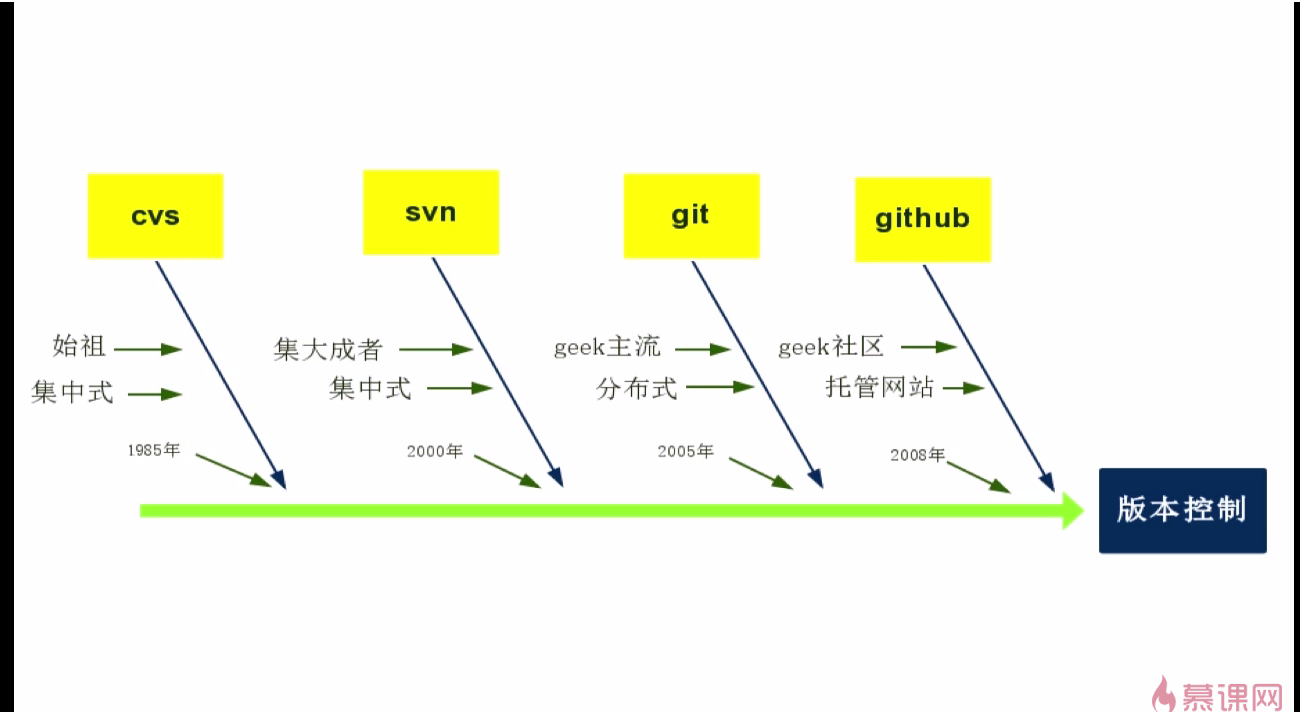 cvs
始祖
集中式
1985年
svn
集大成者
集中式
2000年
git
geek主流
分布式
2005年
github
geek社区
托管网站
2008年
版本控制
慕课网